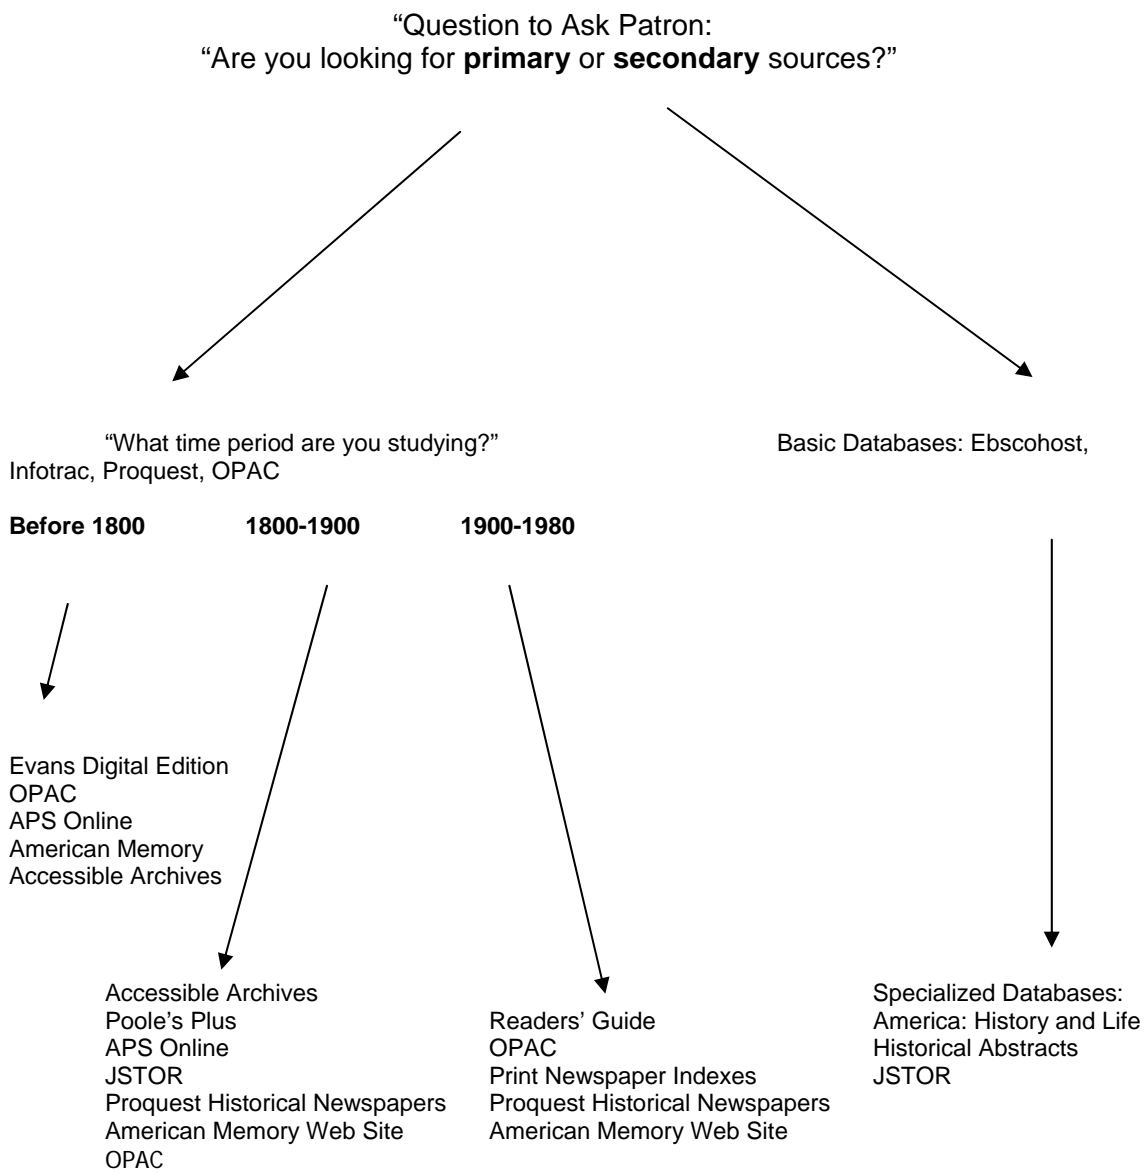 “Question to Ask Patron:
“Are you looking for primary or secondary sources?”
“What time period are you studying?” Basic Databases: Ebscohost,
Infotrac, Proquest, OPAC
Before 1800 1800-1900 1900-1980
Evans Digital Edition
OPAC
APS Online
American Memory
Accessible Archives
Accessible Archives
Poole’s Plus
APS Online
JSTOR
Proquest Historical Newspapers
American Memory Web Site
OPAC
Readers’ Guide
OPAC
Print Newspaper Indexes
Proquest Historical Newspapers
American Memory Web Site
Specialized Databases:
America: History and Life
Historical Abstracts
JSTOR